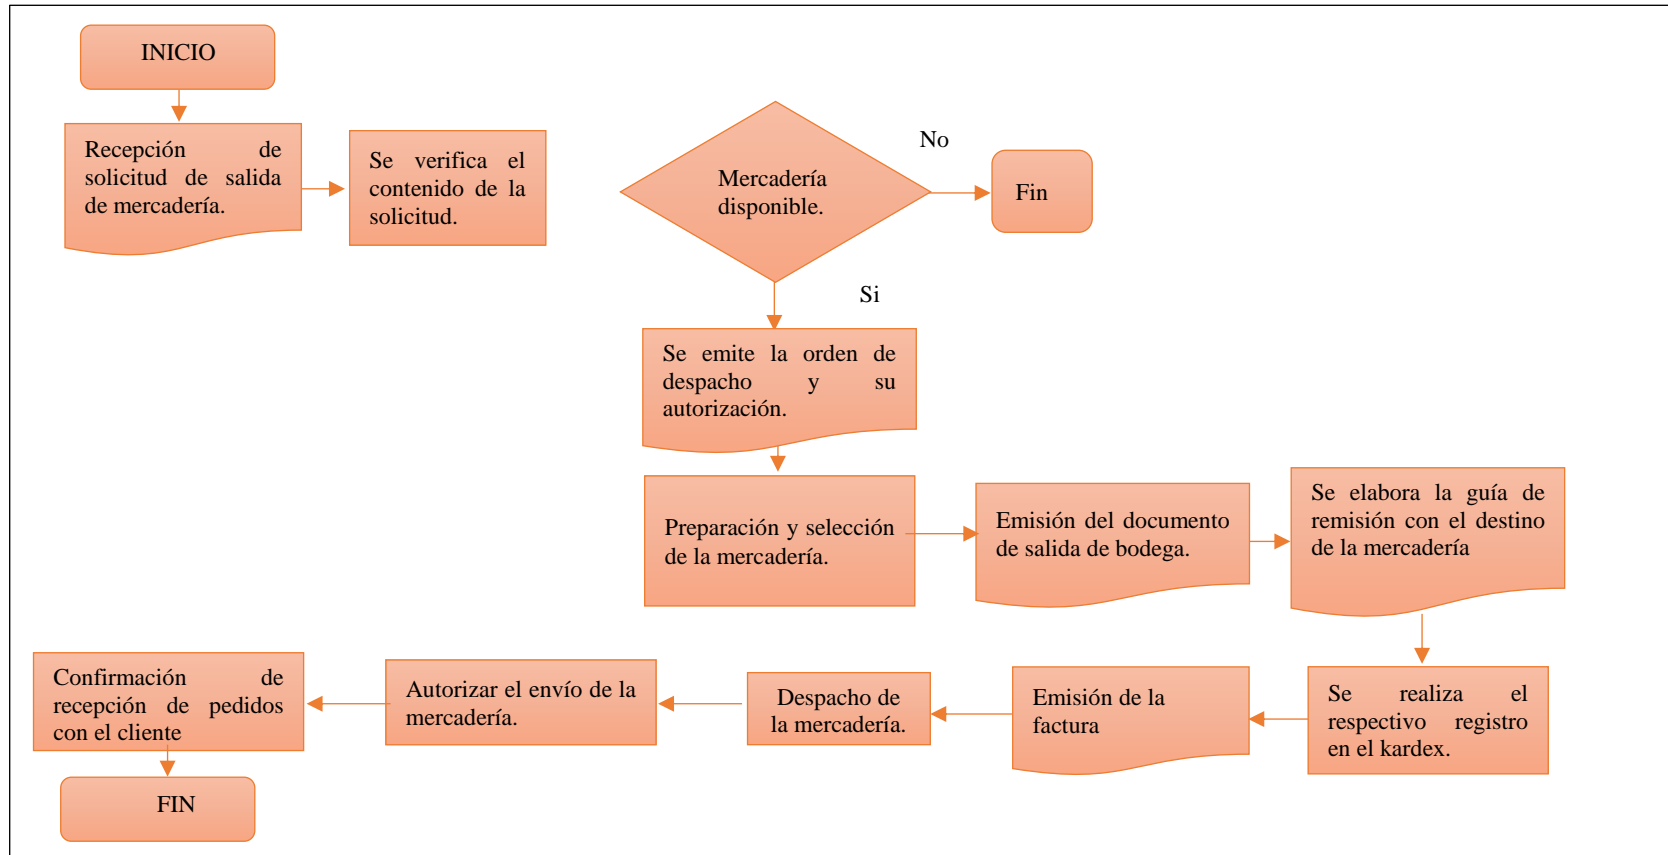 INICIO
Recepción de
solicitud de salida
de mercadería.
Se verifica el
contenido de la
solicitud.
Mercadería
disponible.
No
Fin
Si
Se emite la orden de
despacho y su
autorización.
Preparación y selección
de la mercadería.
Emisión del documento
de salida de bodega.
Se elabora la guía de
remisión con el destino
de la mercadería
Se realiza el
respectivo registro
en el kardex.
Emisión de la
factura
Despacho de
la mercadería.
Autorizar el envío de la
mercadería.
Confirmación de
recepción de pedidos
con el cliente
FIN